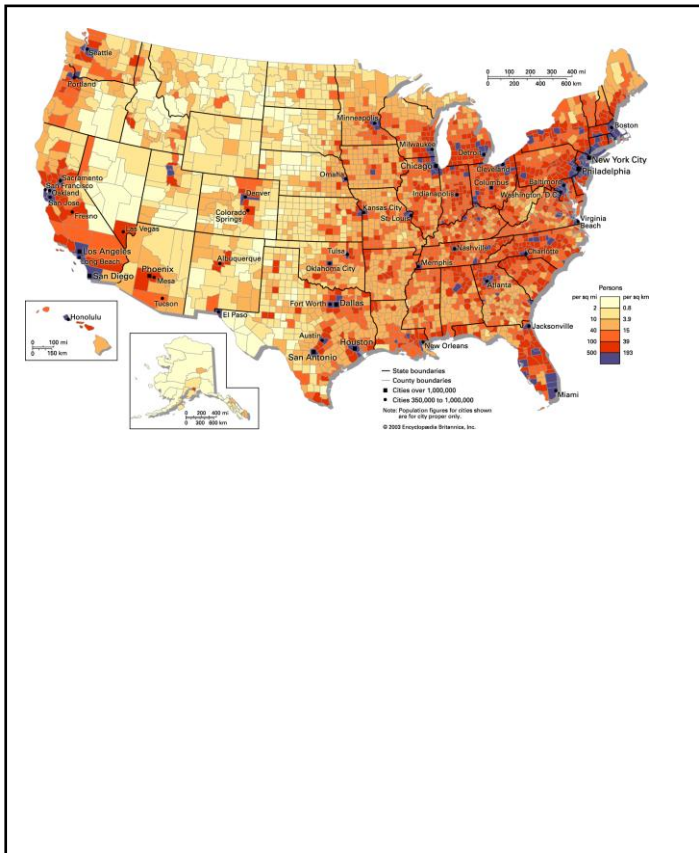 Seattle
Portland
Minneapolis
Milwaukee
Detroit
Boston
Chicago
Cleveland
New York City
Philadelphia
Omaha
Indianapolis
Columbus
Baltimore
Washington, D.C.
Sacramento
San Francisco
Oakland
San Jose
Fresno
Denver
Colorado
Springs
Kansas City
St. Louis
Virginia
Beach
Las Vegas
Los Angeles
Long Beach
San Diego
Phoenix
Mesa
Tucson
Albuquerque
El Paso
Tulsa
Oklahoma City
Nashville
Memphis
Charlotte
Atlanta
Fort Worth
Dallas
Austin
Houston
San Antonio
New Orleans
Jacksonville
Miami
Honolulu
0 100 mi
0 150 km
0 200 400 mi
0 300 600 km
0 200 400 mi
0 200 400 600 km
Persons
per sq mi per sq km
2 0.8
10 3.9
40 15
100 39
500 193
State boundaries
County boundaries
Cities over 1,000,000
Cities 350,000 to 1,000,000
Note: Population figures for cities shown
are for city proper only.
© 2003 Encyclopædia Britannica, Inc.